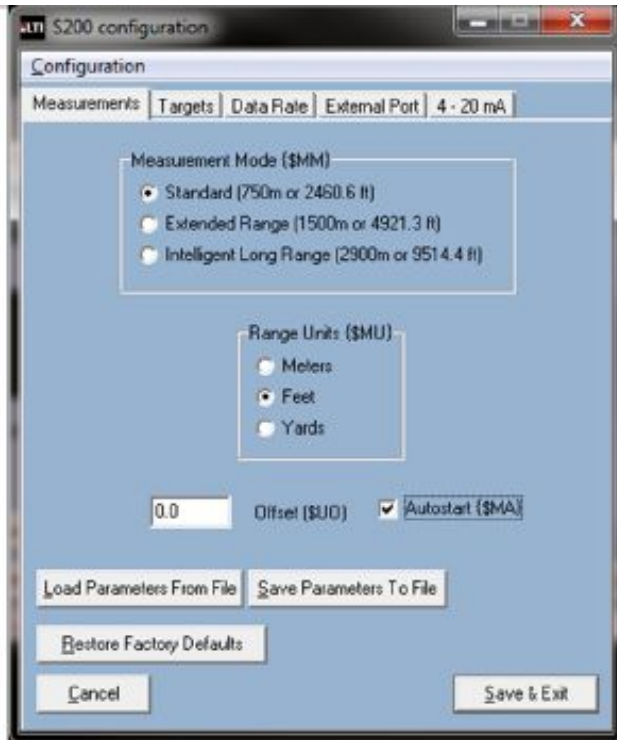 LTI S200 configuration
Configuration
Measurements Targets Data Rate External Port 4 - 20 mA
Measurement Mode ($MM)
Standard (750m or 2460.6 ft)
Extended Range (1500m or 4921.3 ft)
Intelligent Long Range (2900m or 9514.4 ft)
Range Units ($MU)
Meters
Feet
Yards
0.0 Offset ($UO) Autostart ($MA)
Load Parameters From File Save Parameters To File
Restore Factory Defaults
Cancel Save & Exit